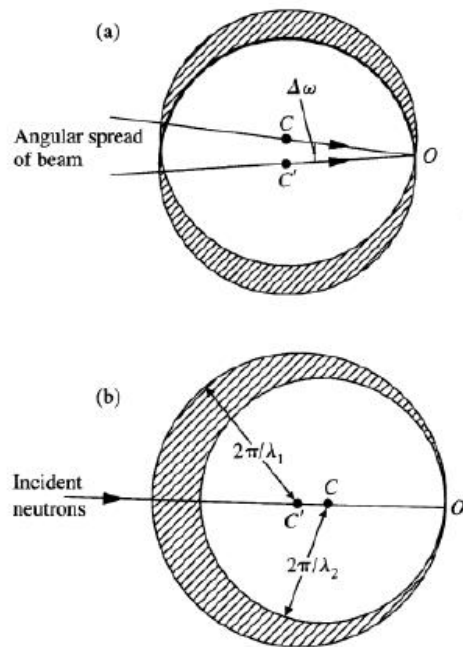 (a)
Δω
C
Angular spread
of beam
O
C'
(b)
2π/λ₁
Incident
neutrons
C
C'
O
2π/λ₂